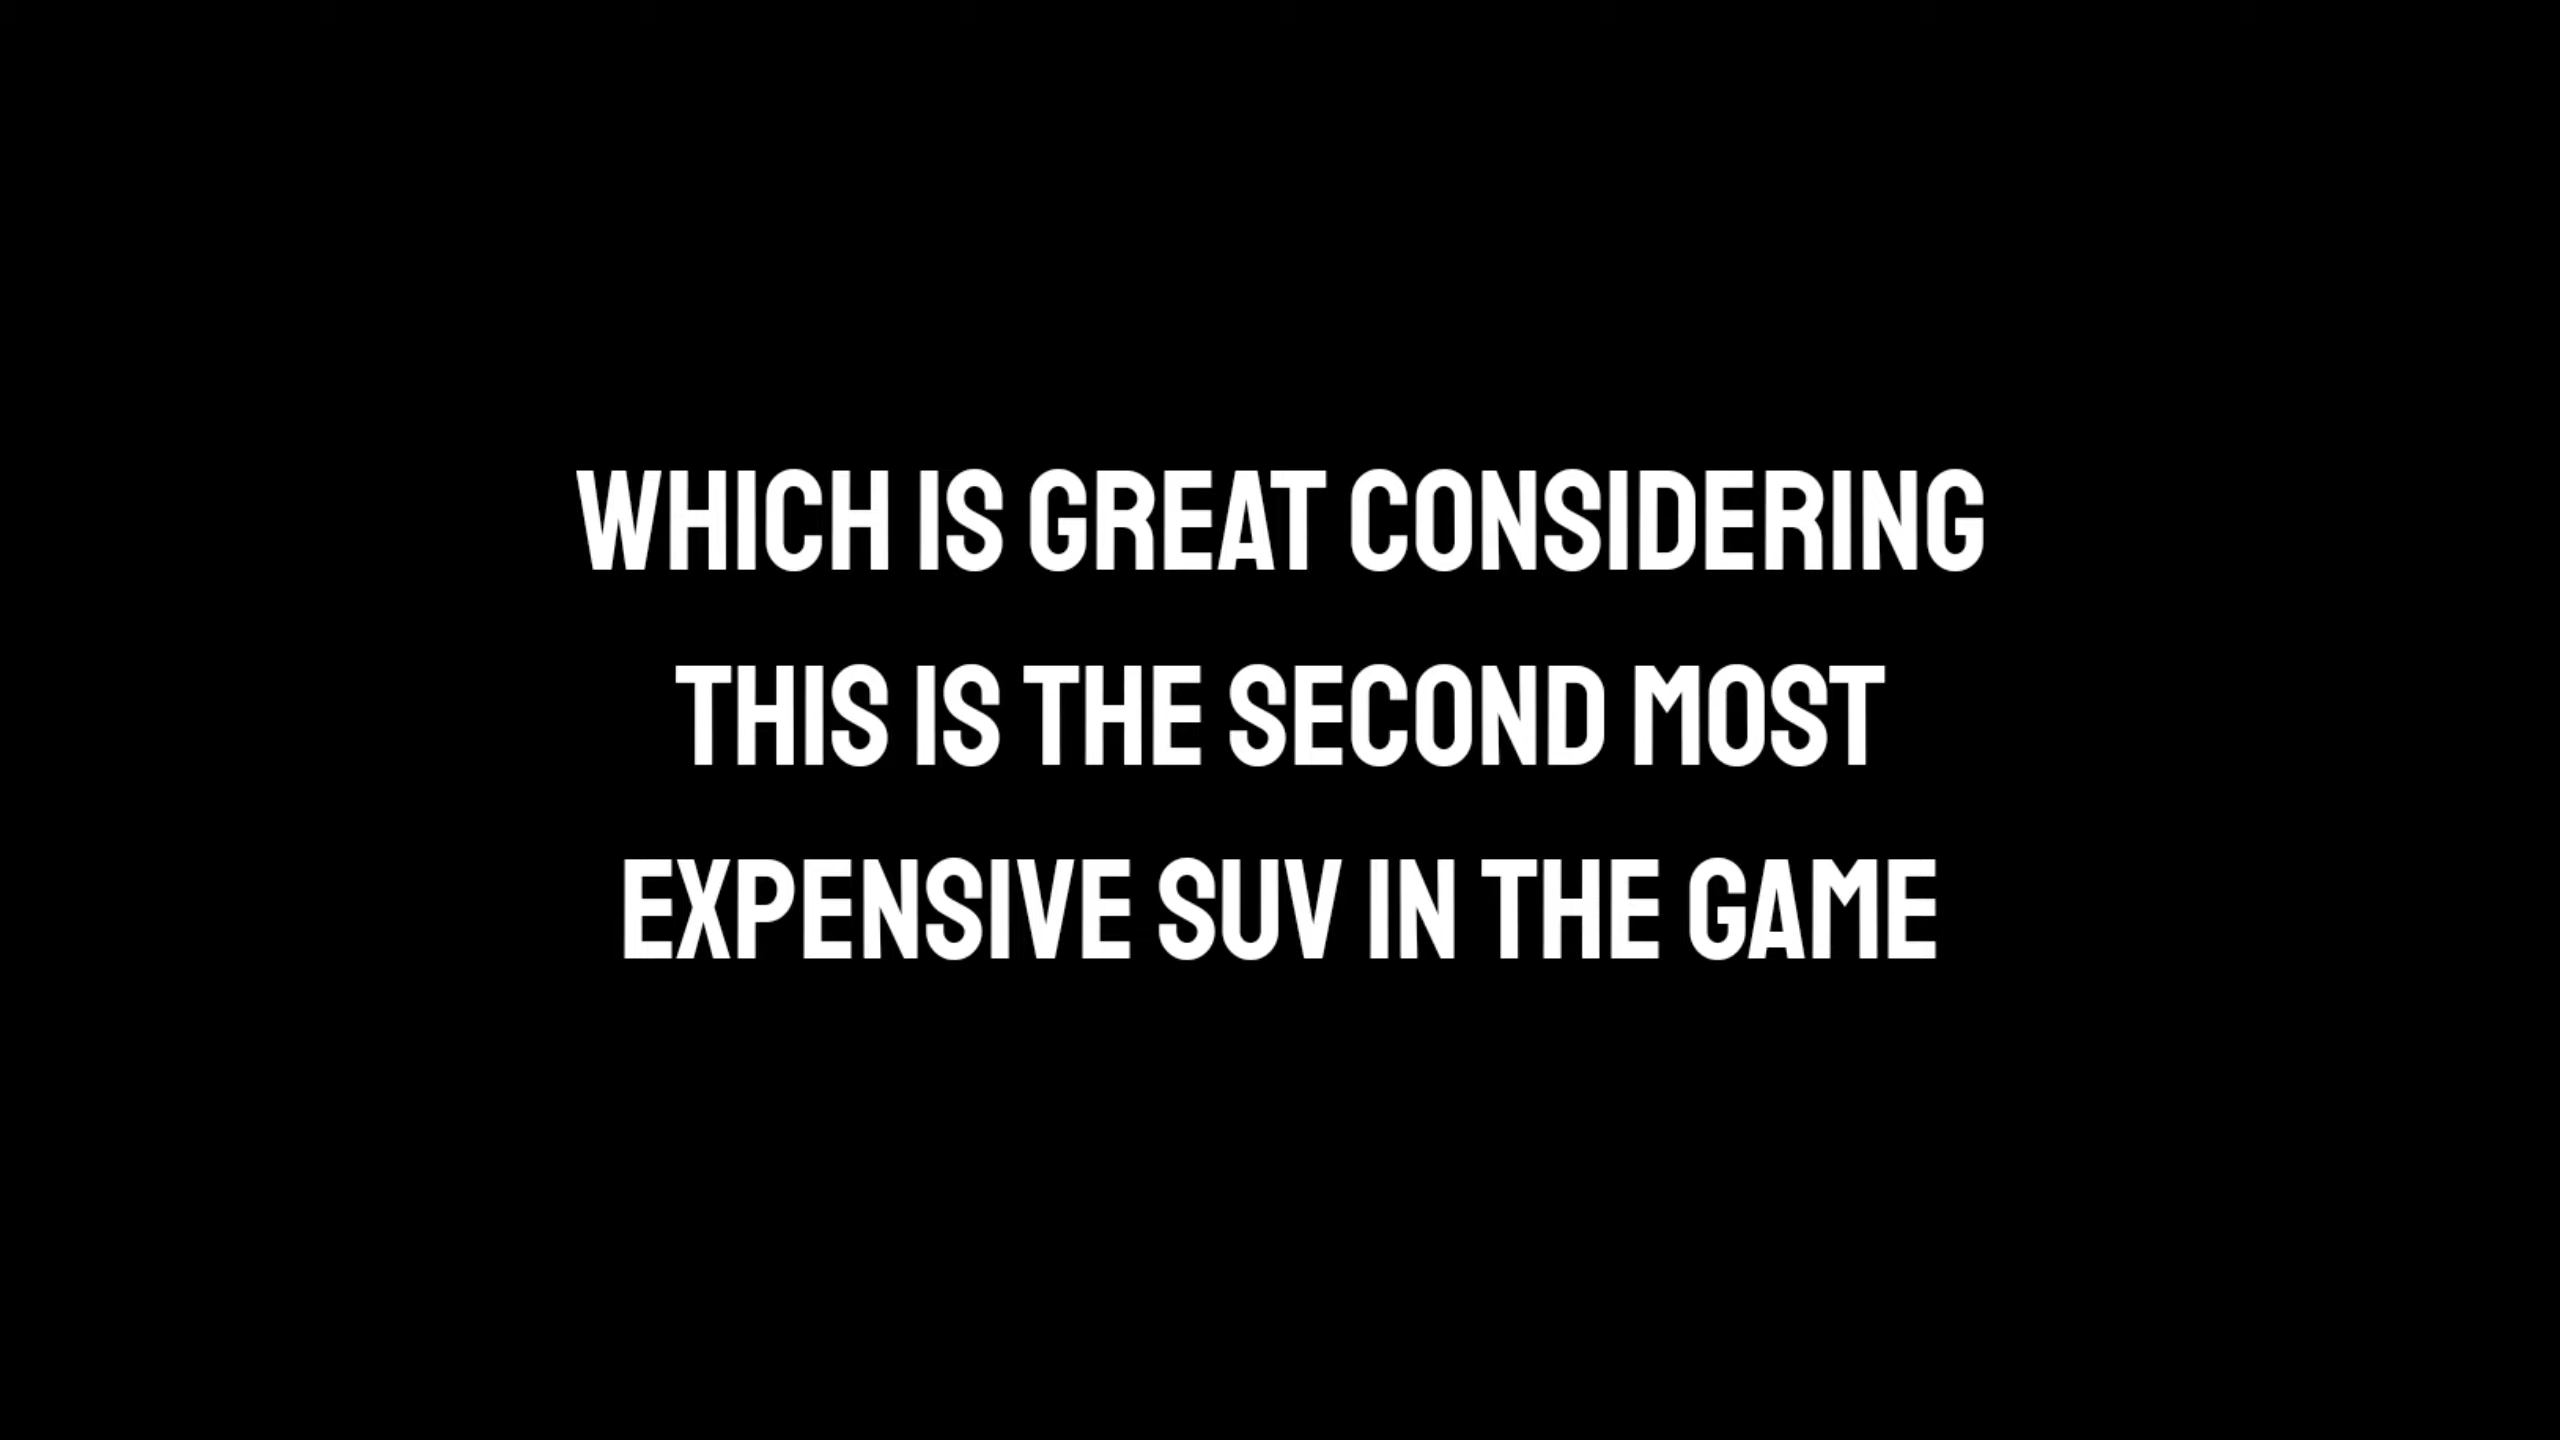 WHICH IS GREAT CONSIDERING
THIS IS THE SECOND MOST
EXPENSIVE SUV IN THE GAME